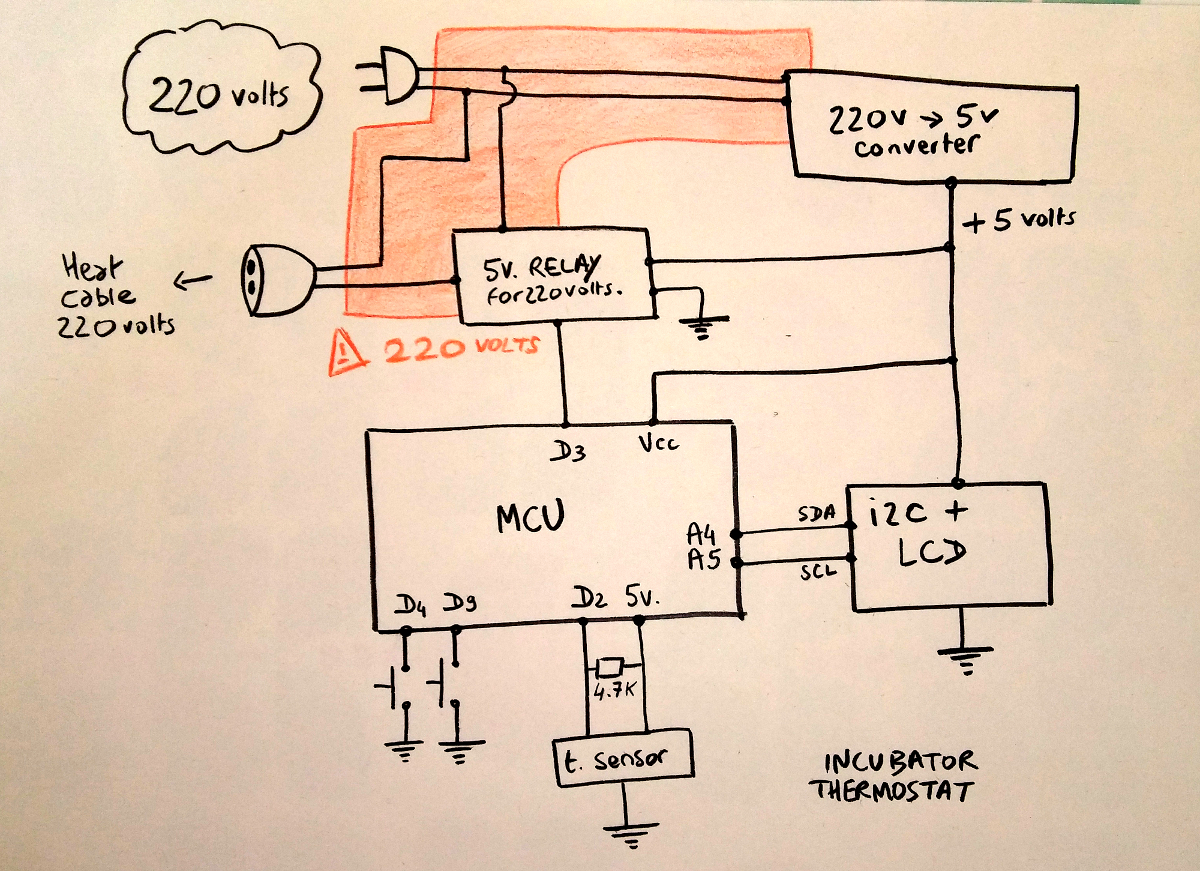 220 volts
220v → 5v
converter
+ 5 volts
Heat
cable
220 volts
5V. RELAY
For 220 volts.
⚠ 220 VOLTS
D3
Vcc
MCU
A4
A5
SDA
SCL
i2c +
LCD
D4 D9
D2 5v.
4.7K
t. sensor
INCUBATOR
THERMOSTAT